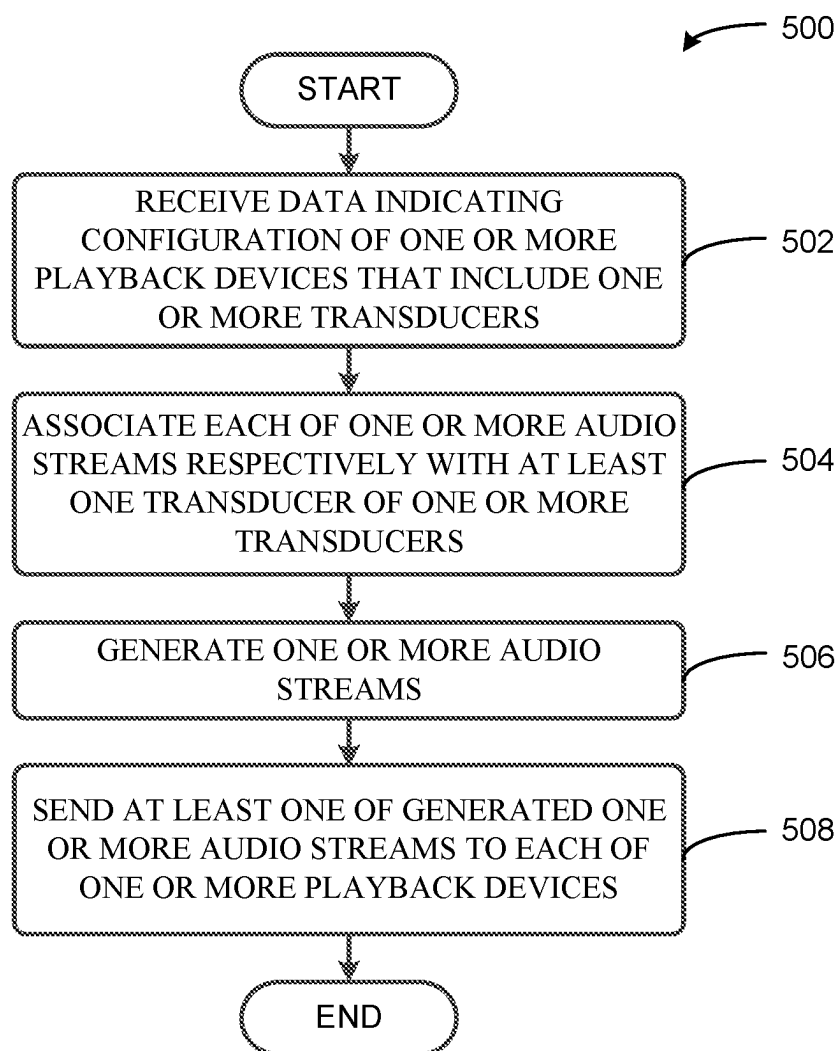 500
START
RECEIVE DATA INDICATING
CONFIGURATION OF ONE OR MORE
PLAYBACK DEVICES THAT INCLUDE ONE
OR MORE TRANSDUCERS
502
ASSOCIATE EACH OF ONE OR MORE AUDIO
STREAMS RESPECTIVELY WITH AT LEAST
ONE TRANSDUCER OF ONE OR MORE
TRANSDUCERS
504
GENERATE ONE OR MORE AUDIO
STREAMS
506
SEND AT LEAST ONE OF GENERATED ONE
OR MORE AUDIO STREAMS TO EACH OF
ONE OR MORE PLAYBACK DEVICES
508
END